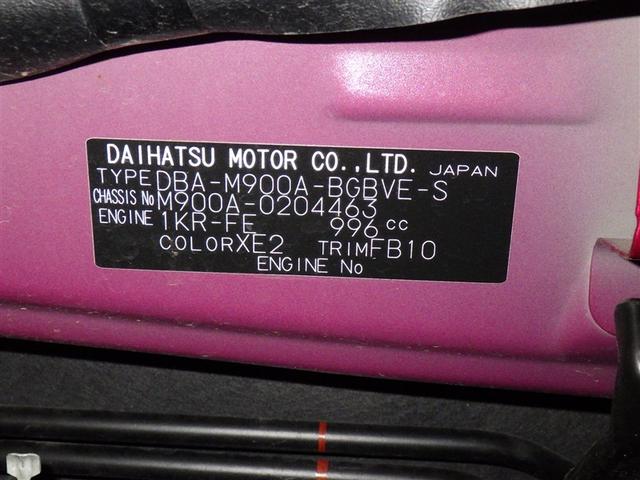 DAIHATSU MOTOR CO.,LTD. JAPAN
TYPE DBA-M900A-BGBVE-S
CHASSIS No M900A-0204463
ENGINE 1KR-FE 996 cc
COLOR XE2 TRIM FB10
ENGINE No